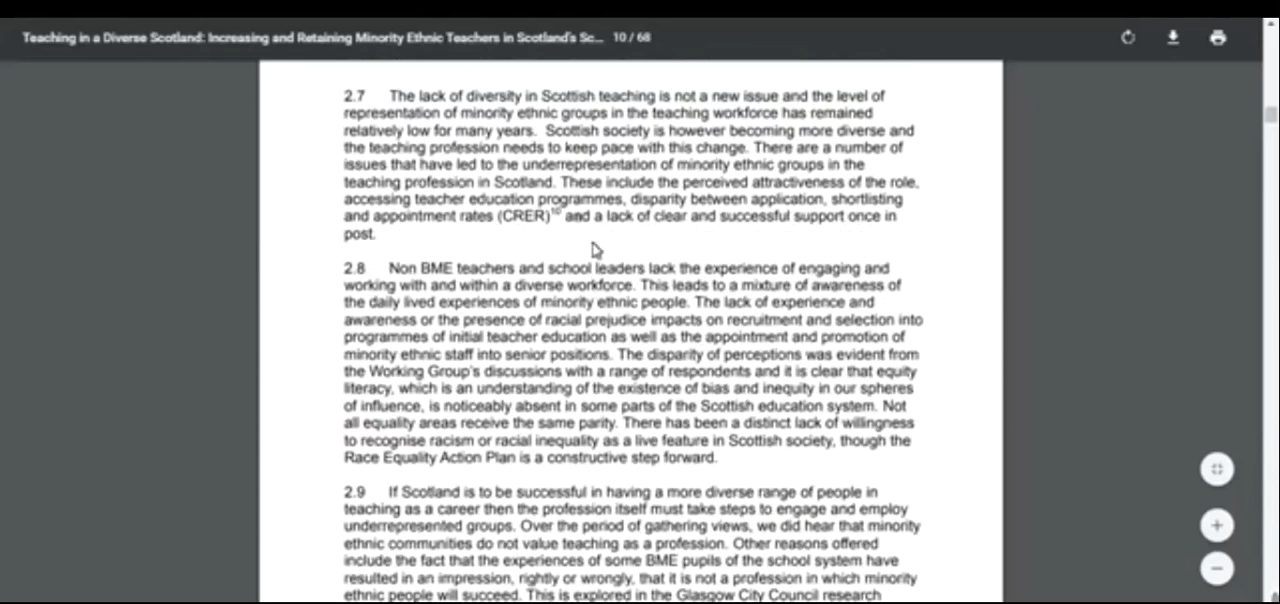 Teaching in a Diverse Scotland: Increasing and Retaining Minority Ethnic Teachers in Scotland's Sc... 10 / 68
2.7 The lack of diversity in Scottish teaching is not a new issue and the level of
representation of minority ethnic groups in the teaching workforce has remained
relatively low for many years. Scottish society is however becoming more diverse and
the teaching profession needs to keep pace with this change. There are a number of
issues that have led to the underrepresentation of minority ethnic groups in the
teaching profession in Scotland. These include the perceived attractiveness of the role,
accessing teacher education programmes, disparity between application, shortlisting
and appointment rates (CRER)10 and a lack of clear and successful support once in
post.
2.8 Non BME teachers and school leaders lack the experience of engaging and
working with and within a diverse workforce. This leads to a mixture of awareness of
the daily lived experiences of minority ethnic people. The lack of experience and
awareness or the presence of racial prejudice impacts on recruitment and selection into
programmes of initial teacher education as well as the appointment and promotion of
minority ethnic staff into senior positions. The disparity of perceptions was evident from
the Working Group's discussions with a range of respondents and it is clear that equity
literacy, which is an understanding of the existence of bias and inequity in our spheres
of influence, is noticeably absent in some parts of the Scottish education system. Not
all equality areas receive the same parity. There has been a distinct lack of willingness
to recognise racism or racial inequality as a live feature in Scottish society, though the
Race Equality Action Plan is a constructive step forward.
2.9 If Scotland is to be successful in having a more diverse range of people in
teaching as a career then the profession itself must take steps to engage and employ
underrepresented groups. Over the period of gathering views, we did hear that minority
ethnic communities do not value teaching as a profession. Other reasons offered
include the fact that the experiences of some BME pupils of the school system have
resulted in an impression, rightly or wrongly, that it is not a profession in which minority
ethnic people will succeed. This is explored in the Glasgow City Council research